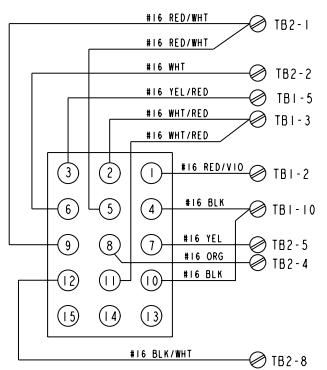 #16 RED/WHT
TB2-1
#16 RED/WHT
#16 WHT
TB2-2
#16 YEL/RED
TB1-5
#16 WHT/RED
TB1-3
#16 WHT/RED
3 2 1
#16 RED/VIO
TB1-2
6 5 4
#16 BLK
TB1-10
9 8 7
#16 YEL
TB2-5
#16 ORG
TB2-4
12 11 10
#16 BLK
15 14 13
#16 BLK/WHT
TB2-8